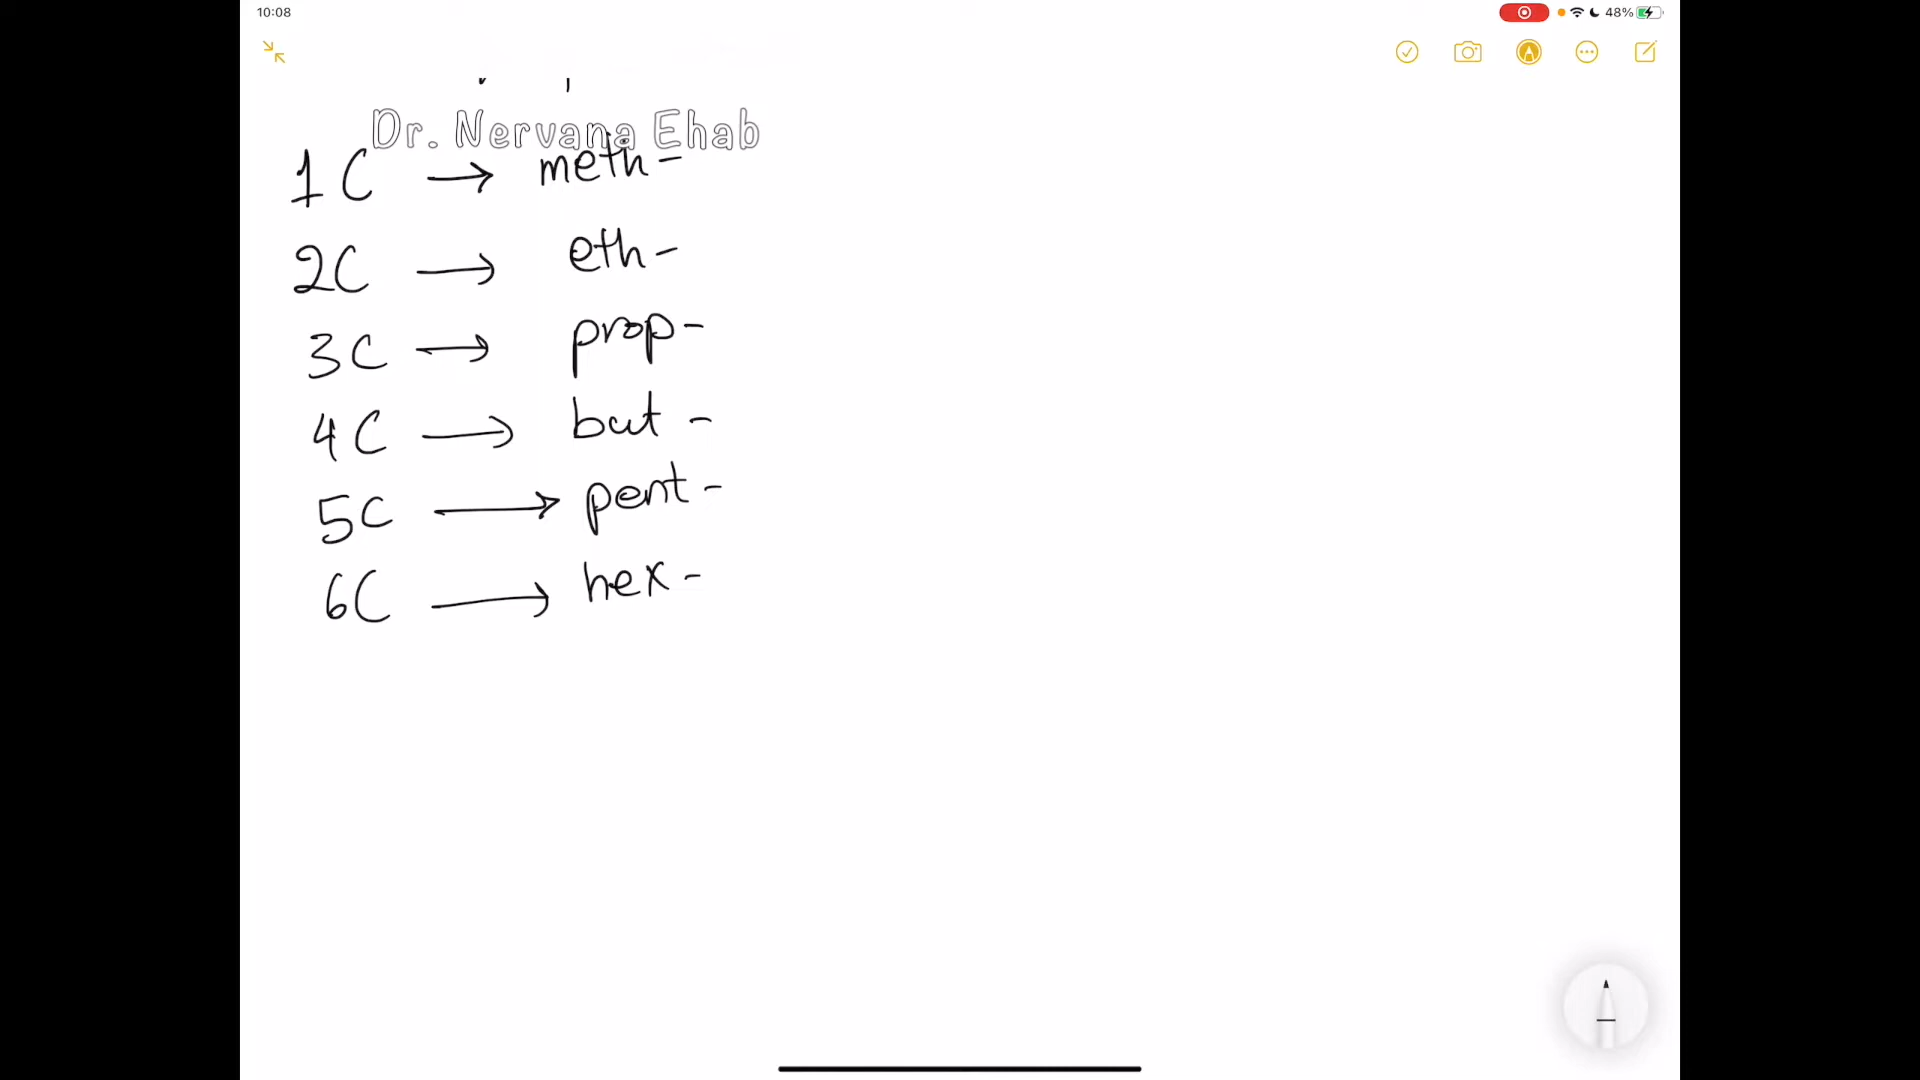 10:08
48%
Dr. Nervana Ehab
1C → meth-
2C → eth-
3C → prop-
4C → but-
5C → pent-
6C → hex-